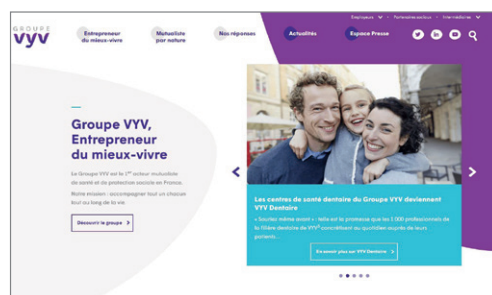 Employeurs Partenaires sociaux Intermédiaires
GROUPE
vyv
Entrepreneur
du mieux-vivre
Mutualiste
par nature
Nos réponses
Actualités
Espace Presse
Groupe VYV,
Entrepreneur
du mieux-vivre
Le Groupe VYV est le 1er acteur mutualiste
de santé et de protection sociale en France.
Notre mission : accompagner tout un chacun
tout au long de la vie
Découvrir le groupe >
Les centres de santé dentaire du Groupe VYV deviennent
VYV Dentaire
« Souriez même avant » : telle est la promesse que les 1 000 professionnels de
la filière dentaire de VYV³ concrétisent au quotidien auprès de leurs
patients...
En savoir plus sur VYV Dentaire >